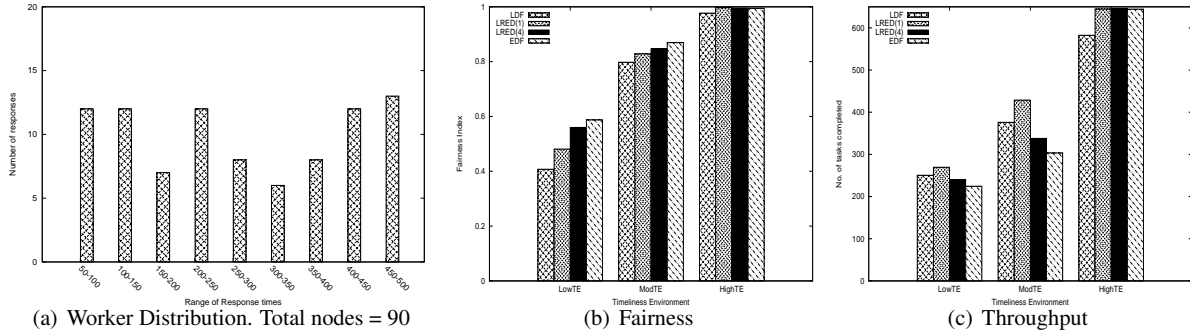 20
15
10
5
0
Number of responses
50-100
100-150
150-200
200-250
250-300
300-350
350-400
400-450
450-500
Range of Response times
(a) Worker Distribution. Total nodes = 90
1
0.8
0.6
0.4
0.2
0
Fairness Index
LDF
LRED(1)
LRED(4)
EDF
LowTE
ModTE
HighTE
Timeliness Environment
(b) Fairness
600
500
400
300
200
100
0
No. of tasks completed
LDF
LRED(1)
LRED(4)
EDF
LowTE
ModTE
HighTE
Timeliness Environment
(c) Throughput